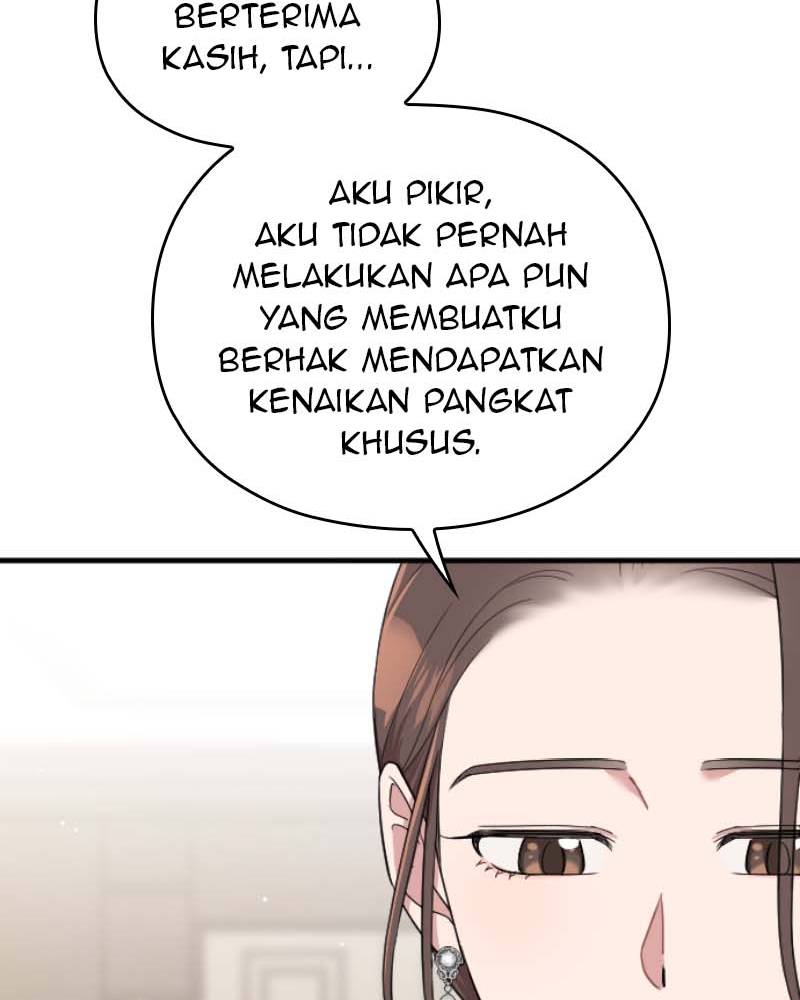 BERTERIMA
KASIH, TAPI...
AKU PIKIR,
AKU TIDAK PERNAH
MELAKUKAN APA PUN
YANG MEMBUATKU
BERHAK MENDAPATKAN
KENAIKAN PANGKAT
KHUSUS.